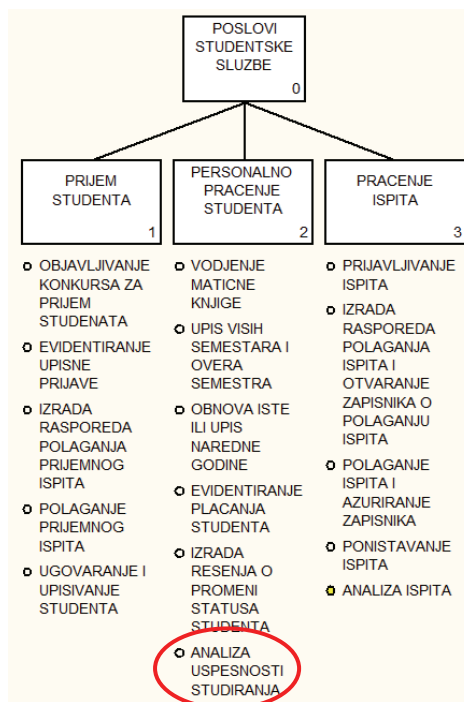 POSLOVI
STUDENTSKE
SLUZBE
0
PRIJEM
STUDENTA
1
PERSONALNO
PRACENJE
STUDENTA
2
PRACENJE
ISPITA
3
OBJAVLJIVANJE
KONKURSA ZA
PRIJEM
STUDENATA
EVIDENTIRANJE
UPISNE
PRIJAVE
IZRADA
RASPOREDA
POLAGANJA
PRIJEMNOG
ISPITA
POLAGANJE
PRIJEMNOG
ISPITA
UGOVARANJE I
UPISIVANJE
STUDENTA
VODJENJE
MATICNE
KNJIGE
UPIS VISIH
SEMESTARA I
OVERA
SEMESTRA
OBNOVA ISTE
ILI UPIS
NAREDNE
GODINE
EVIDENTIRANJE
PLACANJA
STUDENTA
IZRADA
RESENJA O
PROMENI
STATUSA
STUDENTA
ANALIZA
USPESNOSTI
STUDIRANJA
PRIJAVLJIVANJE
ISPITA
IZRADA
RASPOREDA
POLAGANJA
ISPITA I
OTVARANJE
ZAPISNIKA O
POLAGANJU
ISPITA
POLAGANJE
ISPITA I
AZURIRANJE
ZAPISNIKA
PONISTAVANJE
ISPITA
ANALIZA ISPITA